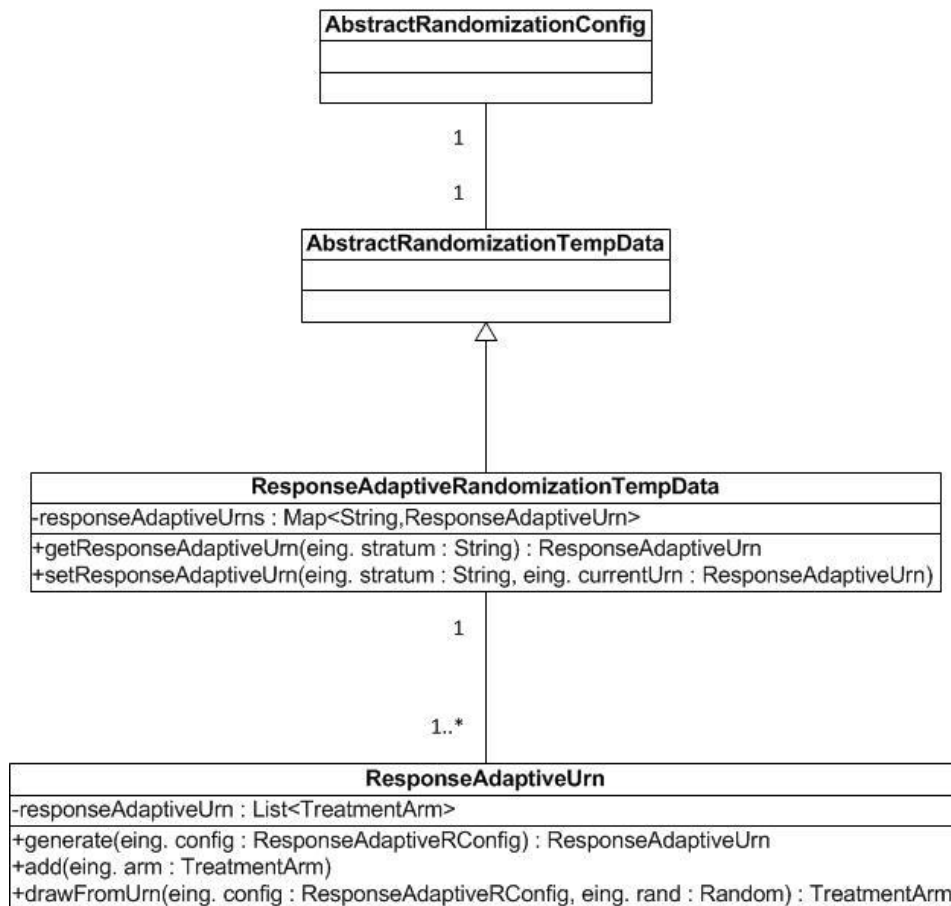 AbstractRandomizationConfig
1
1
AbstractRandomizationTempData
ResponseAdaptiveRandomizationTempData
-responseAdaptiveUrns : Map<String,ResponseAdaptiveUrn>
+getResponseAdaptiveUrn(eing. stratum : String) : ResponseAdaptiveUrn
+setResponseAdaptiveUrn(eing. stratum : String, eing. currentUrn : ResponseAdaptiveUrn)
1
1..*
ResponseAdaptiveUrn
-responseAdaptiveUrn : List<TreatmentArm>
+generate(eing. config : ResponseAdaptiveRConfig) : ResponseAdaptiveUrn
+add(eing. arm : TreatmentArm)
+drawFromUrn(eing. config : ResponseAdaptiveRConfig, eing. rand : Random) : TreatmentArm